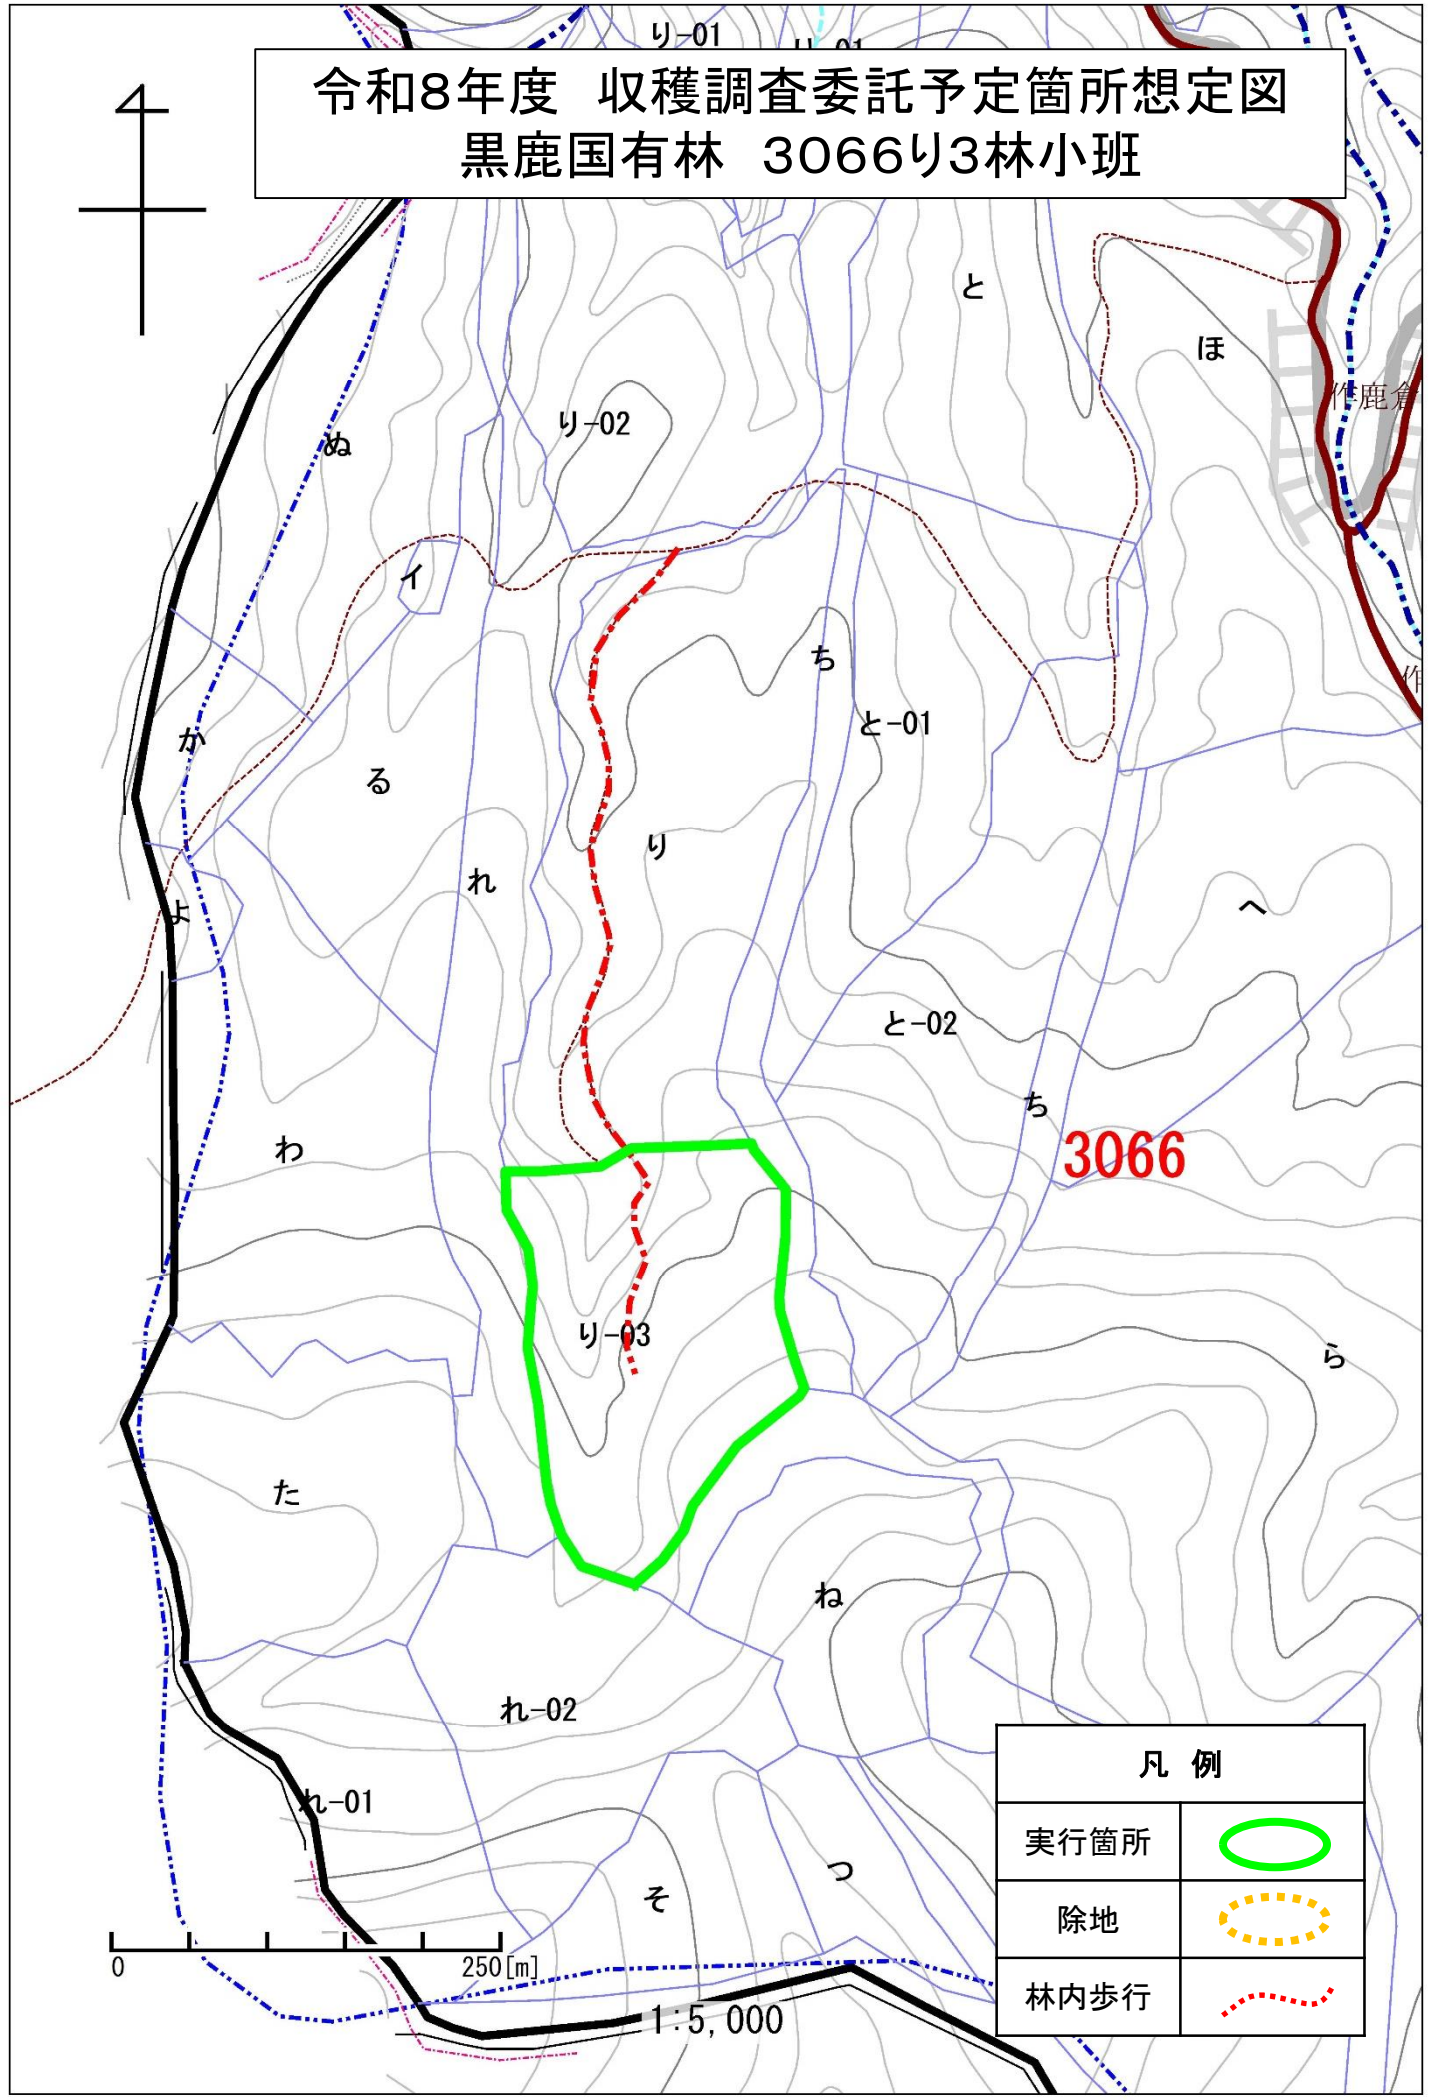 り-01
令和8年度 収穫調査委託予定箇所想定図
黒鹿国有林 3066り3林小班
と
ほ
作鹿倉
り-02
ぬ
イ
ち
と-01
か
る
り
れ
よ
へ
と-02
ち
3066
わ
り-03
ら
た
ね
れ-02
れ-01
そ
つ
凡 例
実行箇所
除地
林内歩行
0
250[m]
1:5,000